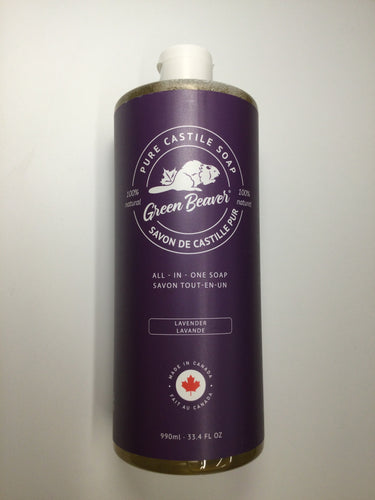 PURE CASTILE SOAP
100% natural
100% naturel
Green Beaver®
SAVON DE CASTILLE PUR
ALL - IN - ONE SOAP
SAVON TOUT-EN-UN
LAVENDER
LAVANDE
MADE IN CANADA
FAIT AU CANADA
990ml · 33.4 FL OZ